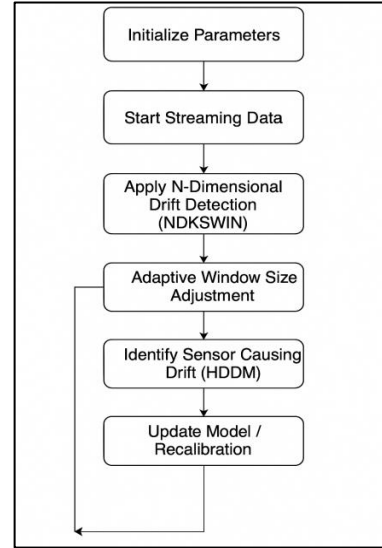 Initialize Parameters
Start Streaming Data
Apply N-Dimensional
Drift Detection
(NDKSWIN)
Adaptive Window Size
Adjustment
Identify Sensor Causing
Drift (HDDM)
Update Model /
Recalibration